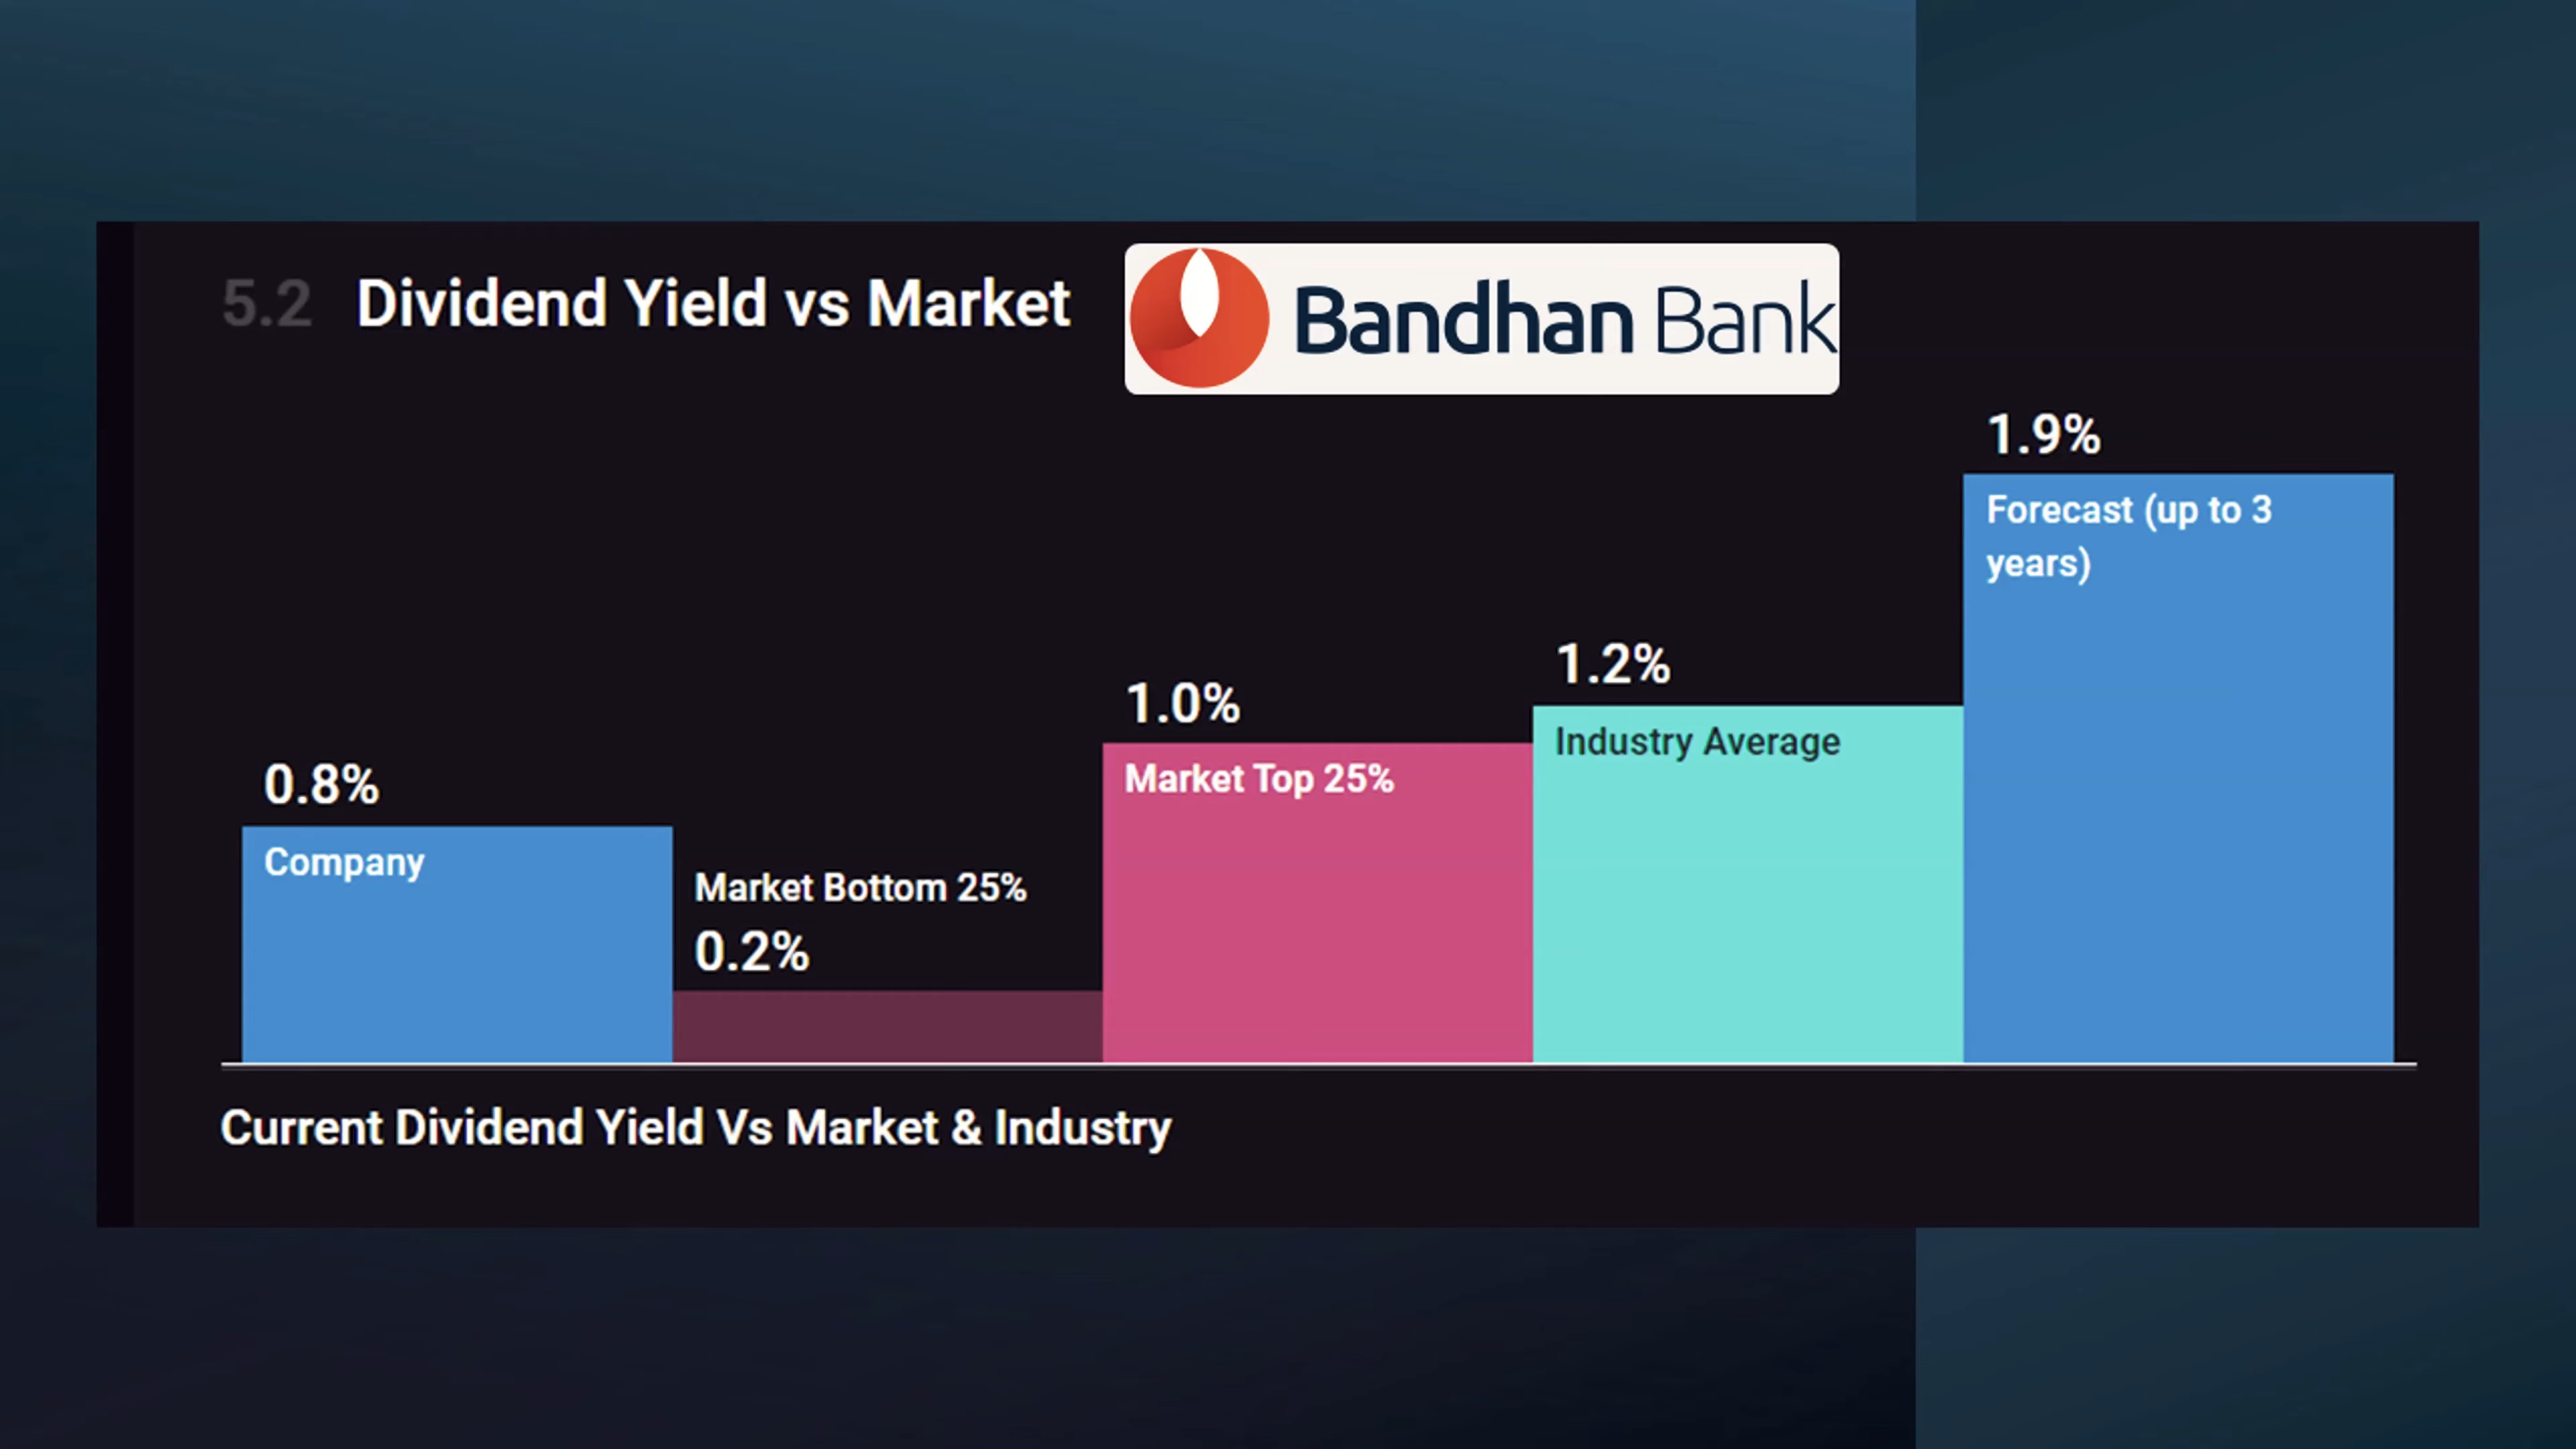 5.2 Dividend Yield vs Market
Bandhan Bank
1.9%
Forecast (up to 3
years)
1.2%
Industry Average
1.0%
Market Top 25%
0.8%
Company
Market Bottom 25%
0.2%
Current Dividend Yield Vs Market & Industry